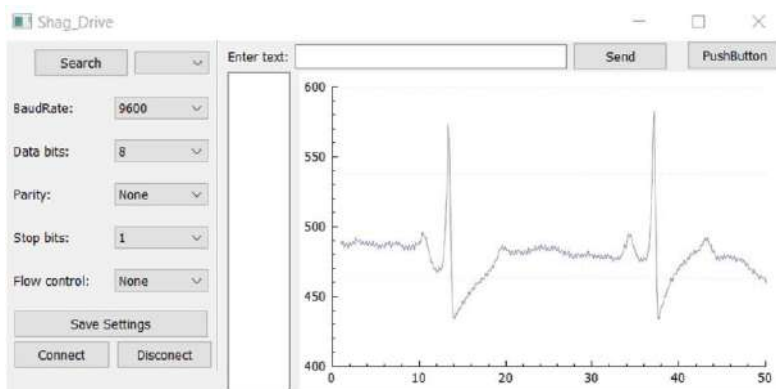 Shag_Drive
Search
Enter text:
Send
PushButton
BaudRate:
9600
Data bits:
8
Parity:
None
Stop bits:
1
Flow control:
None
Save Settings
Connect
Disconect
600
550
500
450
400
0
10
20
30
40
50